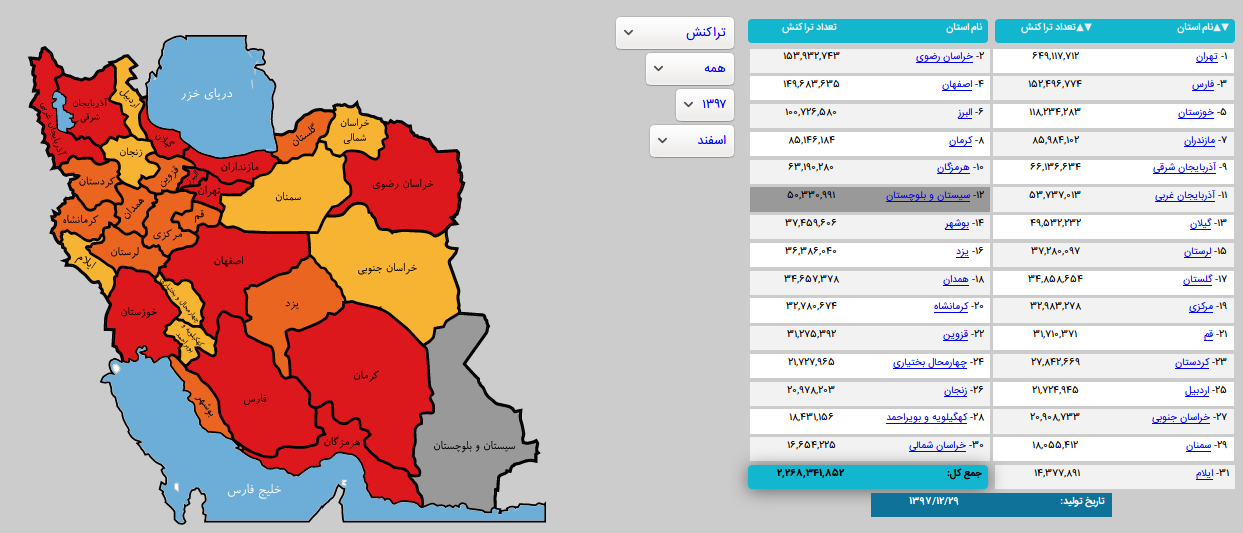 تراکنش
همه
۱۳۹۷
اسفند
▲▼نام استان ▲▼تعداد تراکنش نام استان تعداد تراکنش
۱- تهران ۶۴۹,۱۱۷,۷۱۲ ۲- خراسان رضوی ۱۵۳,۹۳۲,۷۴۳
۳- فارس ۱۵۲,۴۹۶,۷۷۴ ۴- اصفهان ۱۴۹,۶۸۳,۶۳۵
۵- خوزستان ۱۱۸,۲۳۴,۲۸۳ ۶- البرز ۱۰۰,۷۲۶,۵۸۰
۷- مازندران ۸۵,۹۸۴,۱۰۲ ۸- کرمان ۸۵,۱۴۶,۱۸۴
۹- آذربایجان شرقی ۶۶,۱۳۶,۶۳۴ ۱۰- هرمزگان ۶۳,۱۹۰,۲۸۰
۱۱- آذربایجان غربی ۵۳,۷۳۷,۰۱۳ ۱۲- سیستان و بلوچستان ۵۰,۳۳۰,۹۹۱
۱۳- گیلان ۴۹,۵۳۲,۲۳۲ ۱۴- بوشهر ۳۷,۴۵۹,۶۰۶
۱۵- لرستان ۳۷,۲۸۰,۰۹۷ ۱۶- یزد ۳۶,۳۸۶,۰۴۰
۱۷- گلستان ۳۴,۸۵۸,۶۵۴ ۱۸- همدان ۳۴,۶۵۷,۳۷۸
۱۹- مرکزی ۳۲,۹۸۳,۲۷۸ ۲۰- کرمانشاه ۳۲,۷۸۰,۶۷۴
۲۱- قم ۳۱,۷۱۰,۳۷۱ ۲۲- قزوین ۳۱,۲۷۵,۳۹۲
۲۳- کردستان ۲۷,۸۴۲,۶۶۹ ۲۴- چهارمحال بختیاری ۲۱,۷۲۷,۹۶۵
۲۵- اردبیل ۲۱,۷۲۴,۹۴۵ ۲۶- زنجان ۲۰,۹۷۸,۲۰۳
۲۷- خراسان جنوبی ۲۰,۹۰۸,۷۳۳ ۲۸- کهگیلویه و بویراحمد ۱۸,۴۳۱,۱۵۶
۲۹- سمنان ۱۸,۰۵۵,۴۱۲ ۳۰- خراسان شمالی ۱۶,۶۵۴,۲۲۵
۳۱- ایلام ۱۴,۳۷۷,۸۹۱ جمع کل: ۲,۲۶۸,۳۴۱,۸۵۲
تاریخ تولید: ۱۳۹۷/۱۲/۲۹
دریای خزر
آذربایجان
شرقی
آذربایجان غربی
اردبیل
گیلان
زنجان
گلستان
خراسان
شمالی
مازنداران
خراسان رضوی
قزوین
البرز
تهران
سمنان
کردستان
همدان
کرمانشاه
قم
مرکزی
لرستان
ایلام
اصفهان
خراسان جنوبی
چهارمحال و بختیاری
خوزستان
یزد
کهگیلویه و
بویراحمد
کرمان
فارس
بوشهر
هرمزگان
سیستان و بلوچستان
خلیج فارس